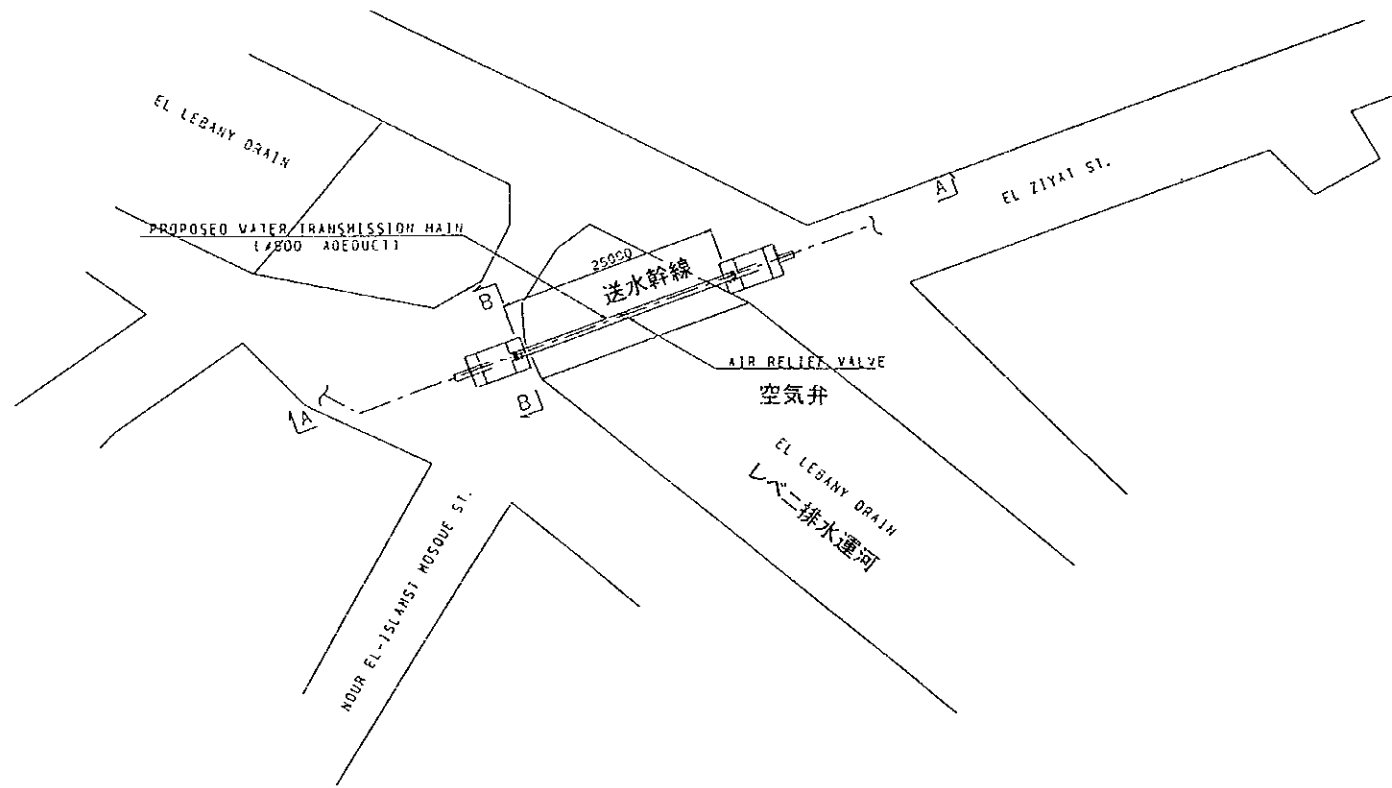 EL LEBANY DRAIN
PROPOSED WATER TRANSMISSION MAIN
A
EL ZIYAT ST.
25000
送水幹線
B
AIR RELIEF VALVE
空気弁
B
A
EL LEBANY DRAIN
レベニ排水運河
NOUR EL-ISLAMSI MOSQUE ST.